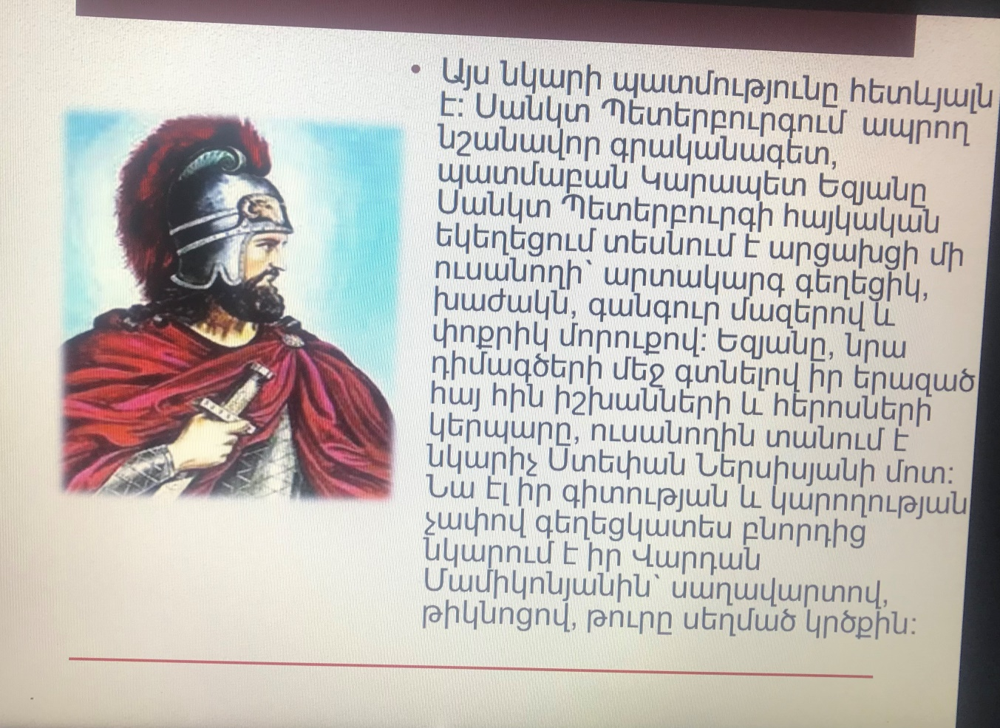 • Այս նկարի պատմությունը հետևյալն
է: Սանկտ Պետերբուրգում ապրող
նշանավոր գրականագետ,
պատմաբան Կարապետ Եզյանը
Սանկտ Պետերբուրգի հայկական
եկեղեցում տեսնում է արցախցի մի
ուսանողի՝ արտակարգ գեղեցիկ,
խաժակն, գանգուր մազերով և
փոքրիկ մորուքով: Եզյանը, նրա
դիմագծերի մեջ գտնելով իր երազած
հայ հին իշխանների և հերոսների
կերպարը, ուսանողին տանում է
նկարիչ Ստեփան Ներսիսյանի մոտ:
Նա էլ իր գիտության և կարողության
չափով գեղեցկատես բնորդից
նկարում է իր Վարդան
Մամիկոնյանին՝ սաղավարտով,
թիկնոցով, թուրը սեղմած կրծքին: